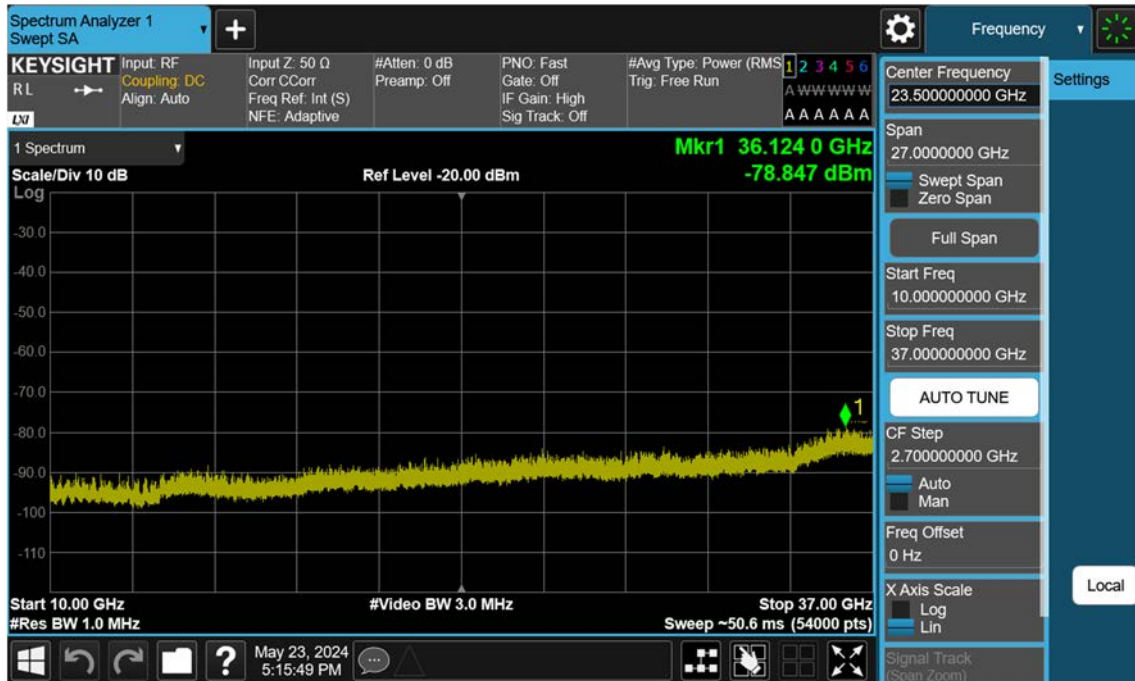 Spectrum Analyzer 1
Swept SA
Frequency
KEYSIGHT
R L
LXI
Input: RF
Coupling: DC
Align: Auto
Input Z: 50 Ω
Corr CCorr
Freq Ref: Int (S)
NFE: Adaptive
#Atten: 0 dB
Preamp: Off
PNO: Fast
Gate: Off
IF Gain: High
Sig Track: Off
#Avg Type: Power (RMS
Trig: Free Run
1 2 3 4 5 6
A W W W W W
A A A A A A
1 Spectrum
Mkr1 36.124 0 GHz
Scale/Div 10 dB
Ref Level -20.00 dBm
-78.847 dBm
Log
-30.0
-40.0
-50.0
-60.0
-70.0
-80.0
-90.0
-100
-110
1
Start 10.00 GHz
#Video BW 3.0 MHz
Stop 37.00 GHz
#Res BW 1.0 MHz
Sweep ~50.6 ms (54000 pts)
?
May 23, 2024
5:15:49 PM
Center Frequency
23.500000000 GHz
Span
27.0000000 GHz
Swept Span
Zero Span
Full Span
Start Freq
10.000000000 GHz
Stop Freq
37.000000000 GHz
AUTO TUNE
CF Step
2.700000000 GHz
Auto
Man
Freq Offset
0 Hz
X Axis Scale
Log
Lin
Signal Track
(Span Zoom)
Settings
Local